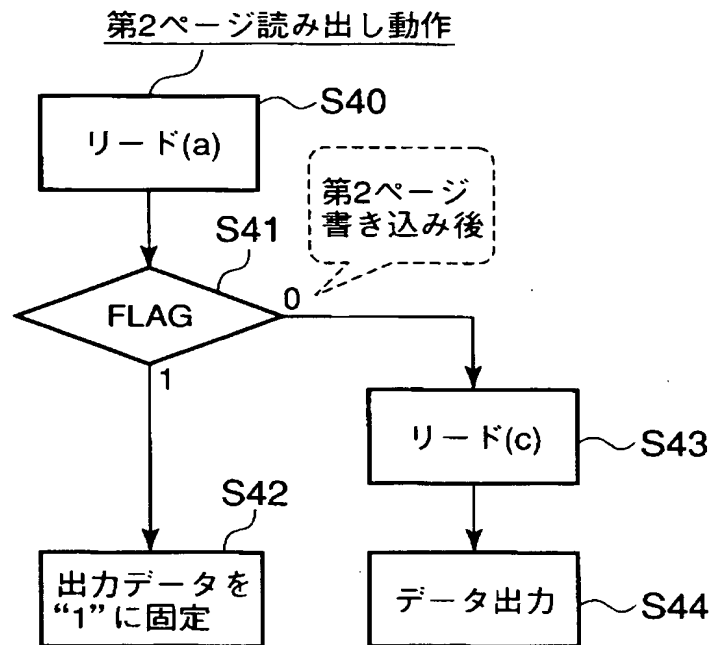 第2ページ読み出し動作
S40
リード(a)
第2ページ
書き込み後
S41
FLAG
0
1
リード(c)
S43
S42
出力データを
“1”に固定
データ出力
S44